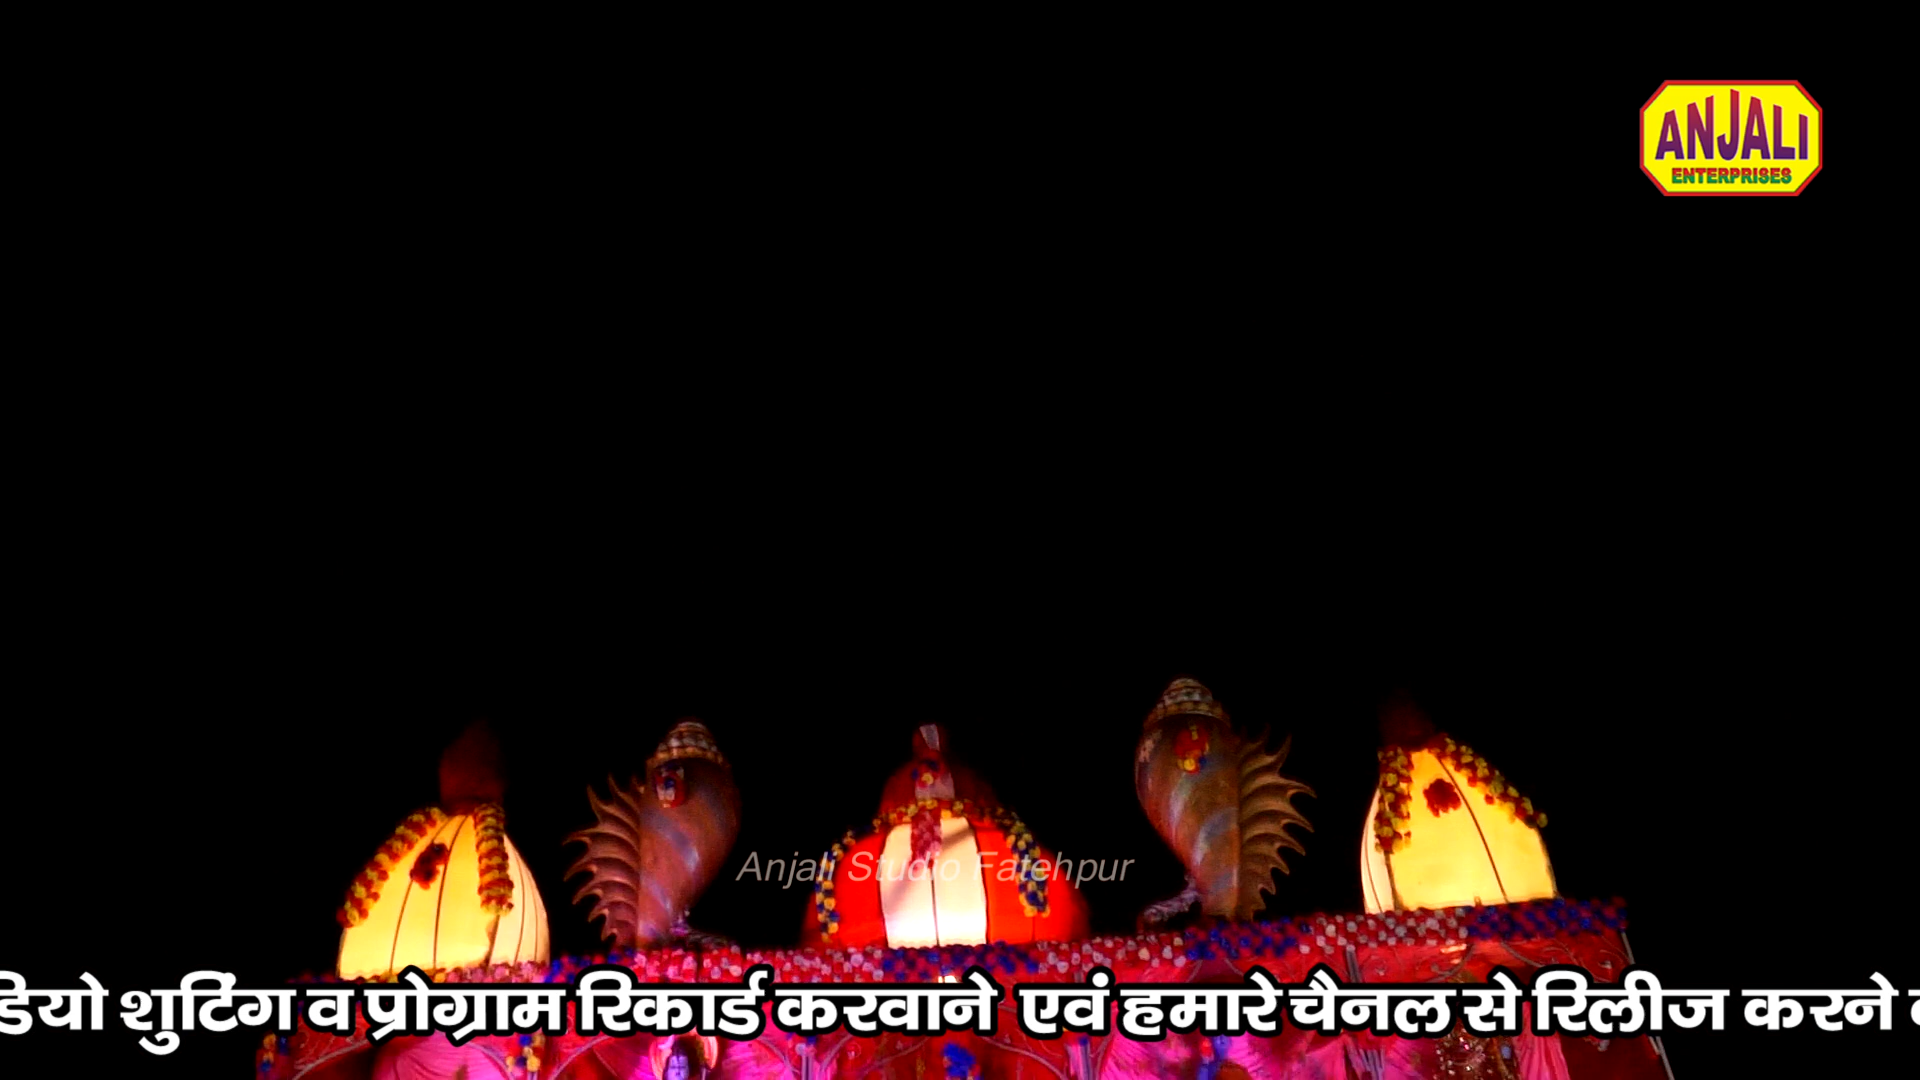 ANJALI
ENTERPRISES
Anjali Studio Fatehpur
शुटिंग व प्रोग्राम रिकार्ड करवाने एवं हमारे चैनल से रिलीज करने